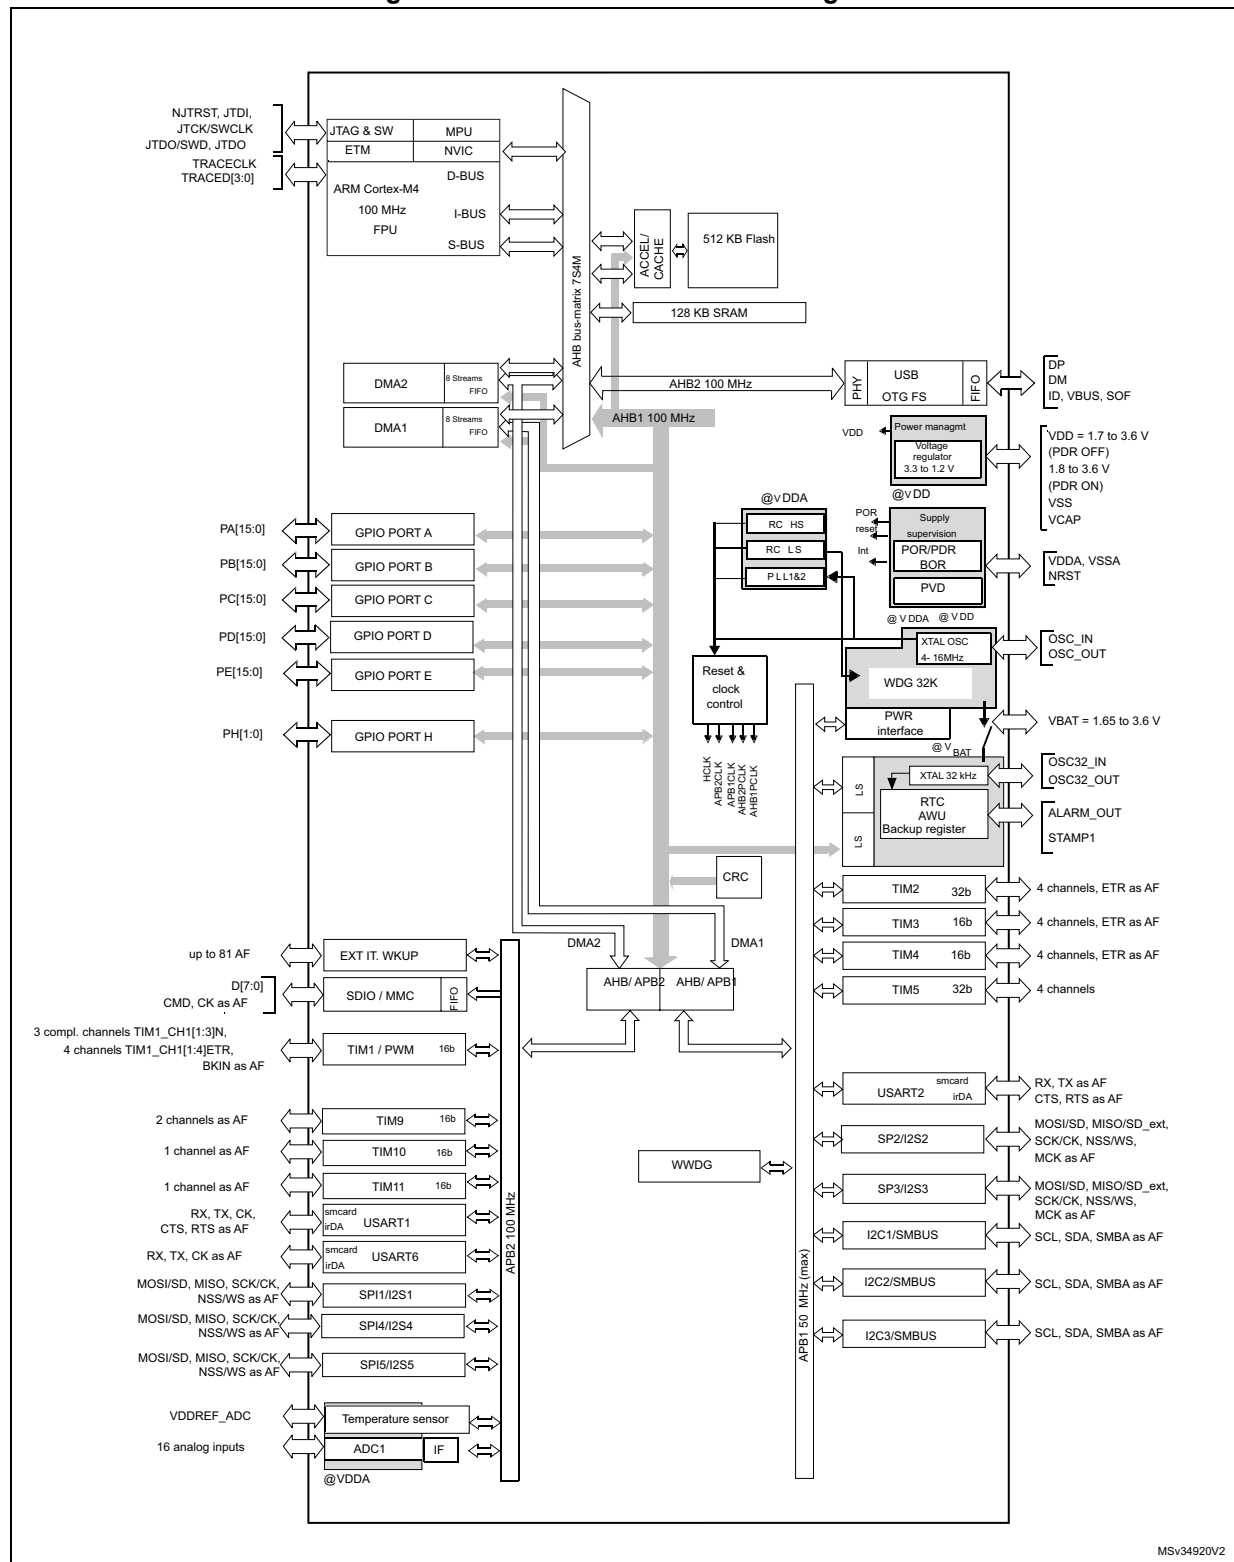 NJTRST, JTDI,
JTCK/SWCLK
JTDO/SWD, JTDO
TRACECLK
TRACED[3:0]
JTAG & SW
MPU
ETM
NVIC
D-BUS
ARM Cortex-M4
100 MHz
FPU
I-BUS
S-BUS
AHB bus-matrix 7S4M
ACCEL/
CACHE
512 KB Flash
128 KB SRAM
DMA2
8 Streams
FIFO
DMA1
8 Streams
FIFO
AHB2 100 MHz
AHB1 100 MHz
PHY
USB
OTG FS
FIFO
DP
DM
ID, VBUS, SOF
VDD
Power managmt
Voltage
regulator
3.3 to 1.2 V
@VDD
VDD = 1.7 to 3.6 V
(PDR OFF)
1.8 to 3.6 V
(PDR ON)
VSS
VCAP
@VDDA
RC HS
RC LS
PLL1&2
POR
reset
Int
Supply
supervision
POR/PDR
BOR
PVD
VDDA, VSSA
NRST
@VDDA
@VDD
XTAL OSC
4- 16MHz
OSC_IN
OSC_OUT
WDG 32K
PWR
interface
VBAT = 1.65 to 3.6 V
@VBAT
Reset &
clock
control
HCLK
APB2CLK
APB1CLK
AHB2PCLK
AHB1PCLK
LS
LS
XTAL 32 kHz
RTC
AWU
Backup register
OSC32_IN
OSC32_OUT
ALARM_OUT
STAMP1
PA[15:0]
GPIO PORT A
PB[15:0]
GPIO PORT B
PC[15:0]
GPIO PORT C
PD[15:0]
GPIO PORT D
PE[15:0]
GPIO PORT E
PH[1:0]
GPIO PORT H
CRC
DMA2
DMA1
AHB/ APB2
AHB/ APB1
TIM2
32b
4 channels, ETR as AF
TIM3
16b
4 channels, ETR as AF
TIM4
16b
4 channels, ETR as AF
TIM5
32b
4 channels
up to 81 AF
EXT IT. WKUP
D[7:0]
CMD, CK as AF
SDIO / MMC
FIFO
3 compl. channels TIM1_CH1[1:3]N,
4 channels TIM1_CH1[1:4]ETR,
BKIN as AF
TIM1 / PWM
16b
2 channels as AF
TIM9
16b
1 channel as AF
TIM10
16b
1 channel as AF
TIM11
16b
RX, TX, CK,
CTS, RTS as AF
smcard
irDA
USART1
RX, TX, CK as AF
smcard
irDA
USART6
MOSI/SD, MISO, SCK/CK,
NSS/WS as AF
SPI1/I2S1
MOSI/SD, MISO, SCK/CK,
NSS/WS as AF
SPI4/I2S4
MOSI/SD, MISO, SCK/CK,
NSS/WS as AF
SPI5/I2S5
VDDREF_ADC
Temperature sensor
16 analog inputs
ADC1
IF
@VDDA
APB2 100 MHz
WWDG
APB1 50 MHz (max)
USART2
smcard
irDA
RX, TX as AF
CTS, RTS as AF
SP2/I2S2
MOSI/SD, MISO/SD_ext,
SCK/CK, NSS/WS,
MCK as AF
SP3/I2S3
MOSI/SD, MISO/SD_ext,
SCK/CK, NSS/WS,
MCK as AF
I2C1/SMBUS
SCL, SDA, SMBA as AF
I2C2/SMBUS
SCL, SDA, SMBA as AF
I2C3/SMBUS
SCL, SDA, SMBA as AF
MSv34920V2